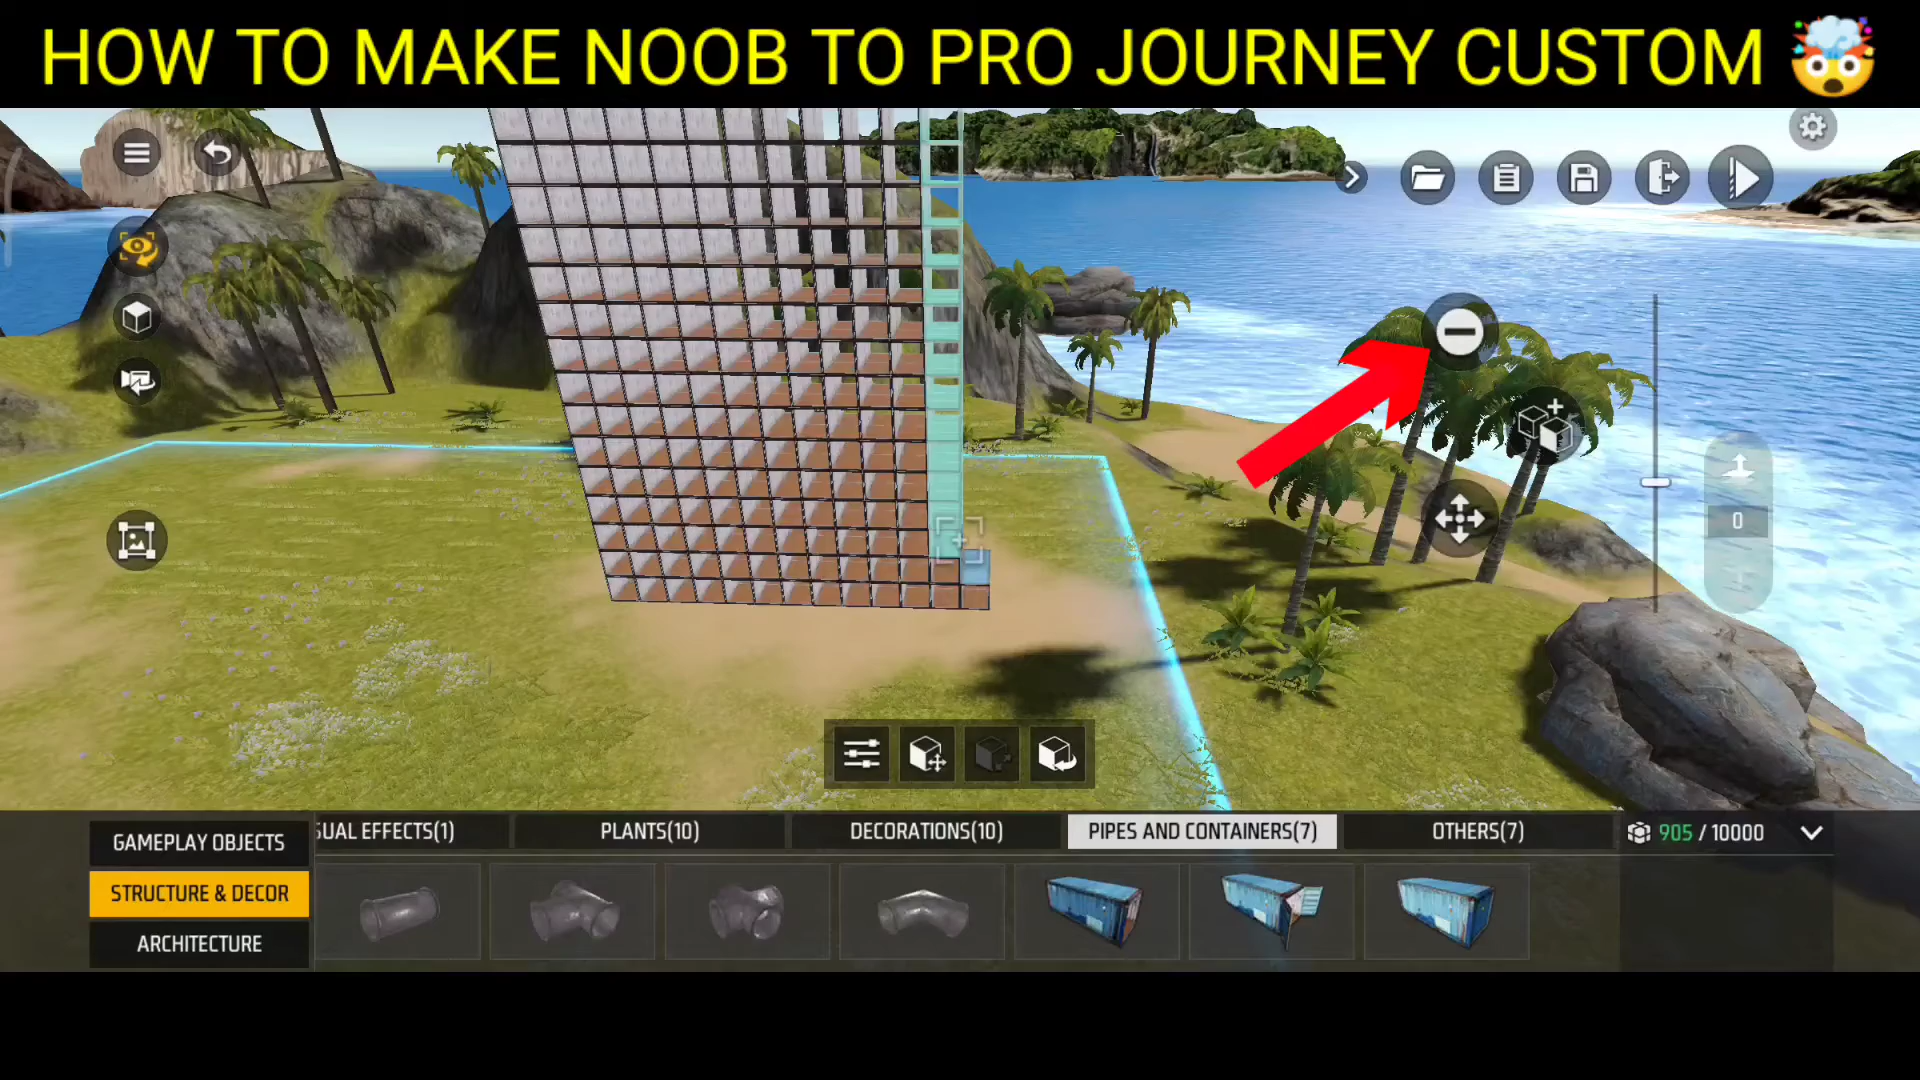 HOW TO MAKE NOOB TO PRO JOURNEY CUSTOM 🤯
0
GAMEPLAY OBJECTS
STRUCTURE & DECOR
ARCHITECTURE
SUAL EFFECTS(1)
PLANTS(10)
DECORATIONS(10)
PIPES AND CONTAINERS(7)
OTHERS(7)
905 / 10000